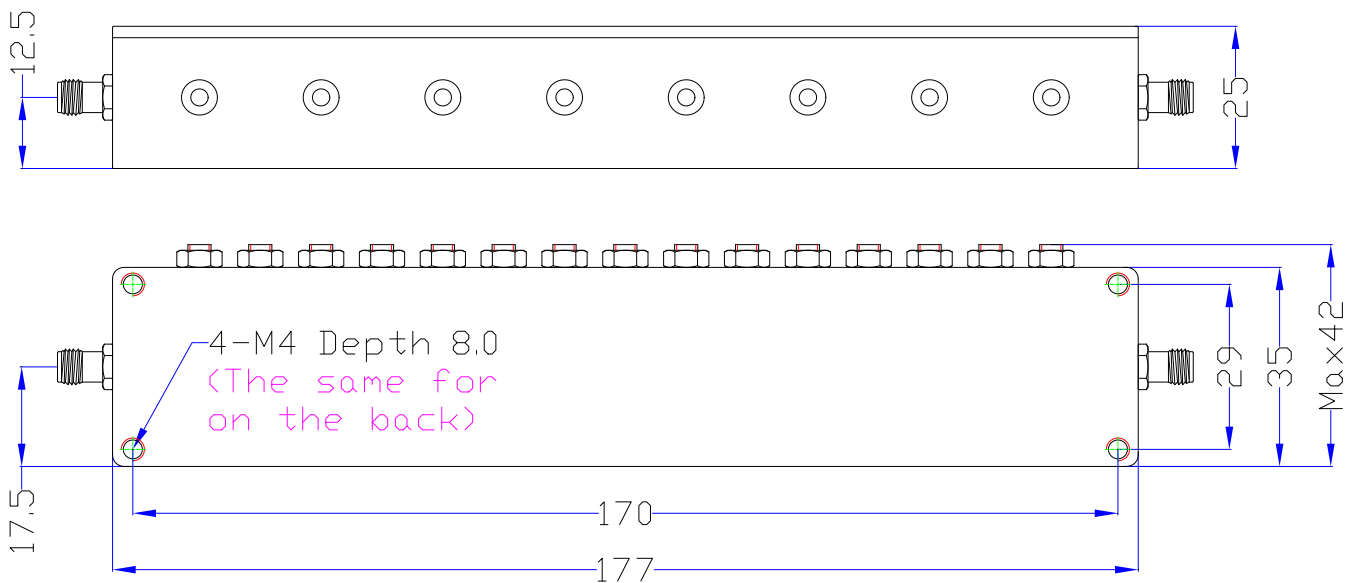 12.5
25
4-M4 Depth 8.0
(The same for
on the back)
29
35
Max42
17.5
170
177